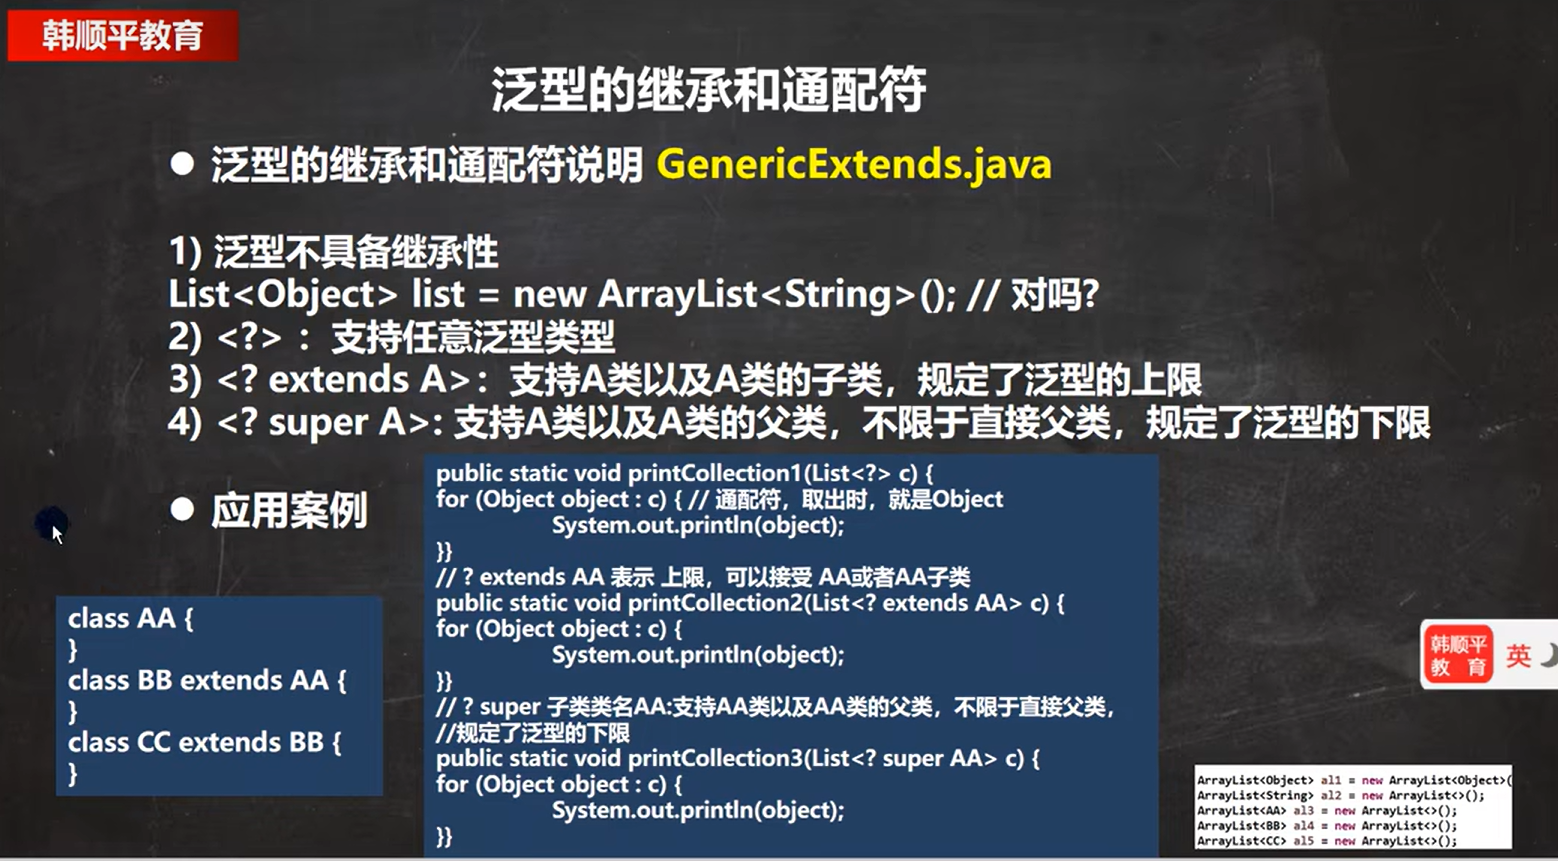 韩顺平教育
泛型的继承和通配符
● 泛型的继承和通配符说明 GenericExtends.java
1) 泛型不具备继承性
List<Object> list = new ArrayList<String>(); // 对吗?
2) <?> ：支持任意泛型类型
3) <? extends A>：支持A类以及A类的子类，规定了泛型的上限
4) <? super A>: 支持A类以及A类的父类，不限于直接父类，规定了泛型的下限
● 应用案例
class AA {
}
class BB extends AA {
}
class CC extends BB {
}
public static void printCollection1(List<?> c) {
for (Object object : c) { // 通配符，取出时，就是Object
System.out.println(object);
}}
// ? extends AA 表示 上限，可以接受 AA或者AA子类
public static void printCollection2(List<? extends AA> c) {
for (Object object : c) {
System.out.println(object);
}}
// ? super 子类类名AA:支持AA类以及AA类的父类，不限于直接父类，
//规定了泛型的下限
public static void printCollection3(List<? super AA> c) {
for (Object object : c) {
System.out.println(object);
}}
韩顺平
教 育
英
ArrayList<Object> al1 = new ArrayList<Object>(
ArrayList<String> al2 = new ArrayList<>();
ArrayList<AA> al3 = new ArrayList<>();
ArrayList<BB> al4 = new ArrayList<>();
ArrayList<CC> al5 = new ArrayList<>();